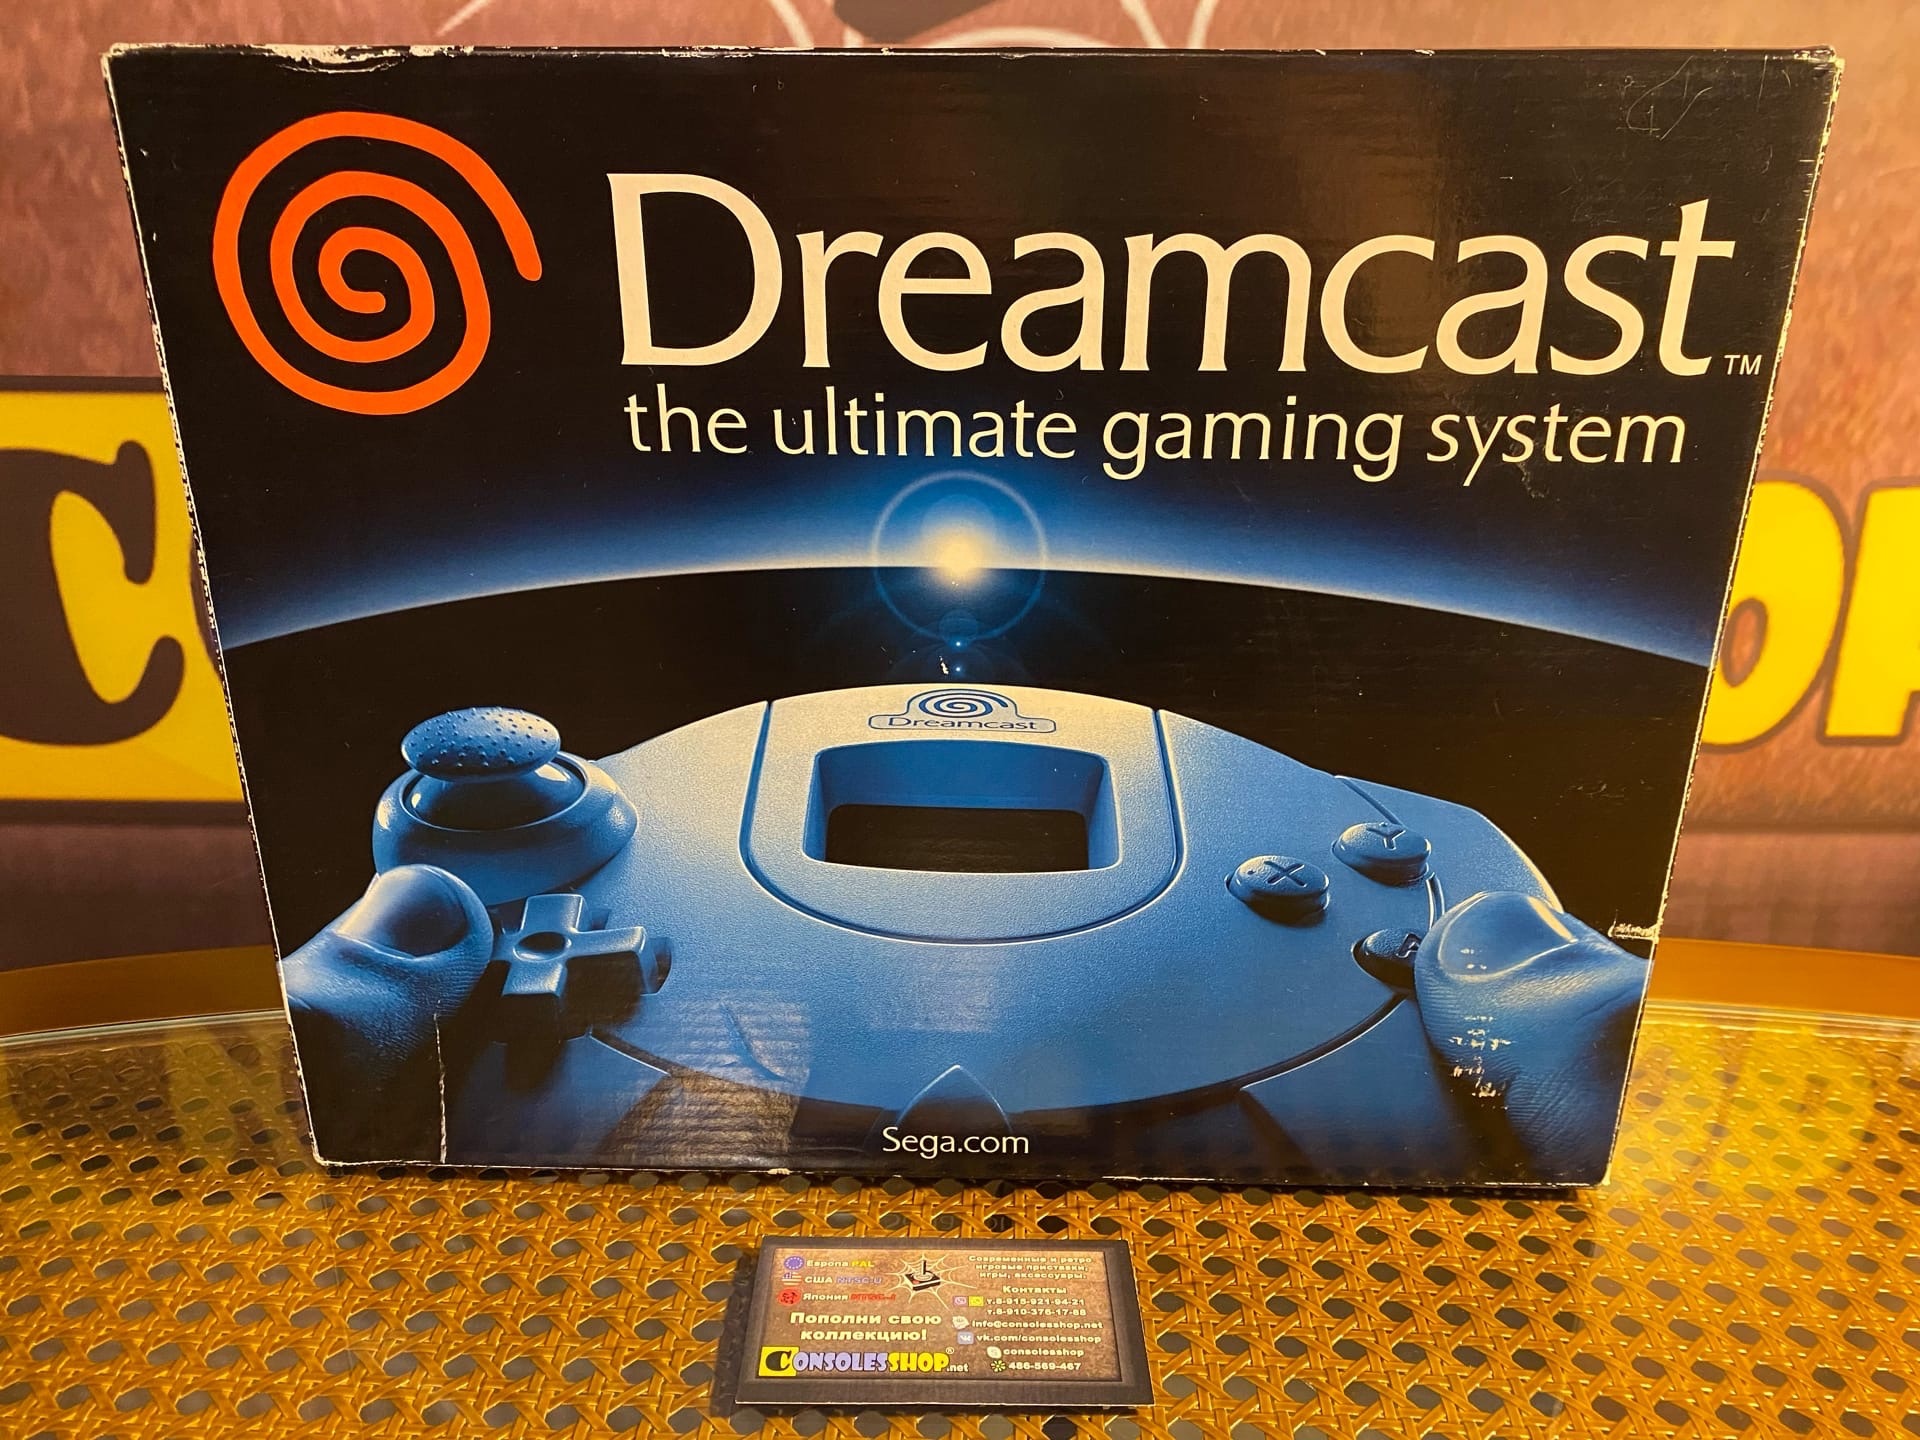 Dreamcast™
the ultimate gaming system
Dreamcast
Y
X
A
Sega.com
Европа PAL
США NTSC-U
Япония NTSC-J
Пополни свою
коллекцию!
CONSOLESSHOP®.net
Современные и ретро
игровые приставки,
игры, аксессуары.
Контакты
т.8-915-921-94-21
т.8-910-376-17-88
info@consolesshop.net
vk.com/consolesshop
consolesshop
486-569-467